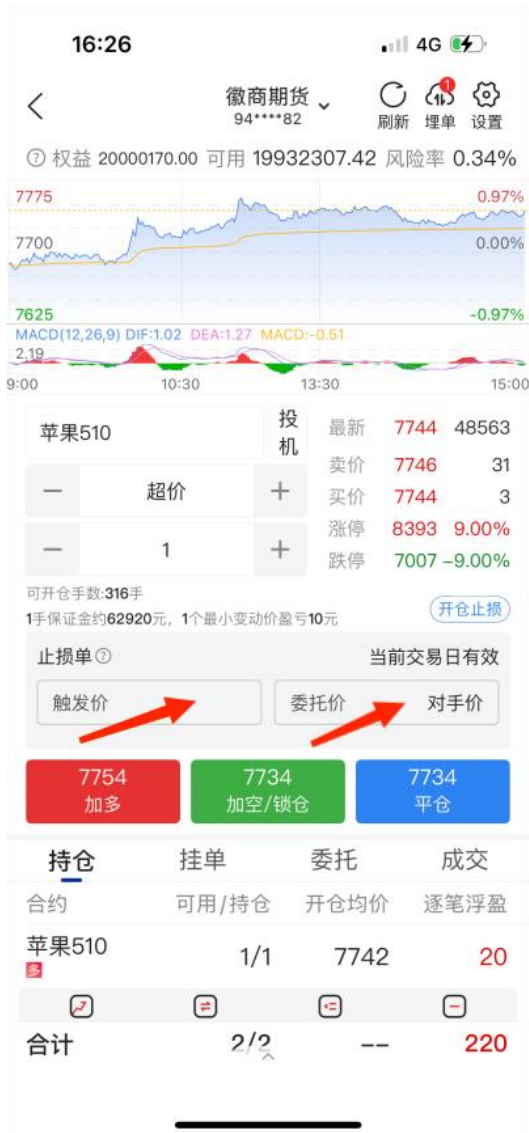 16:26 4G
徽商期货
94****82
刷新 1 埋单 设置
? 权益 20000170.00 可用 19932307.42 风险率 0.34%
7775 0.97%
7700 0.00%
7625 -0.97%
MACD(12,26,9) DIF:1.02 DEA:1.27 MACD:-0.51
2.19
9:00 10:30 13:30 15:00
苹果510 投机
最新 7744 48563
卖价 7746 31
— 超价 +
买价 7744 3
涨停 8393 9.00%
— 1 +
跌停 7007 -9.00%
可开仓手数:316手
1手保证金约62920元，1个最小变动价盈亏10元 开仓止损
止损单? 当前交易日有效
触发价 委托价 对手价
7754 7734 7734
加多 加空/锁仓 平仓
持仓 挂单 委托 成交
合约 可用/持仓 开仓均价 逐笔浮盈
苹果510 1/1 7742 20
多
合计 2/2 -- 220